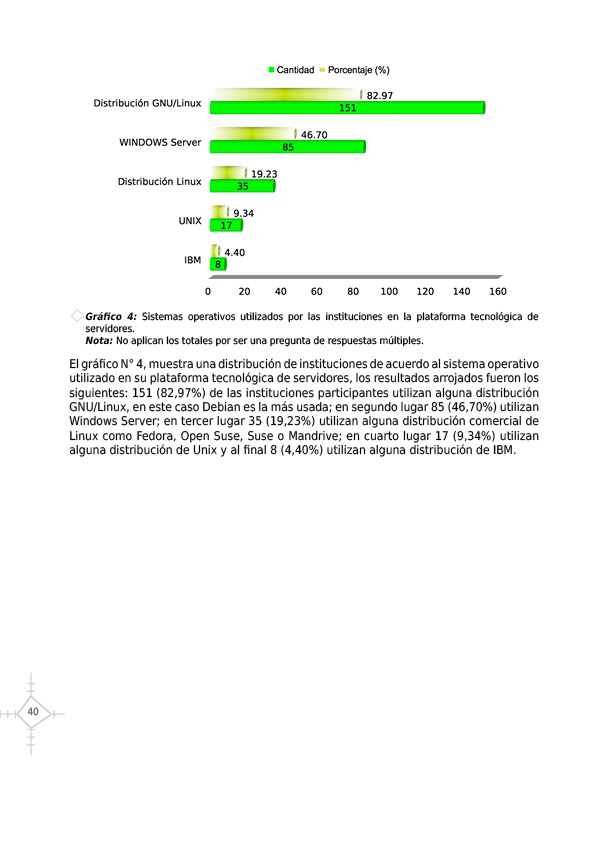 Cantidad Porcentaje (%)
Distribución GNU/Linux 82.97
151
WINDOWS Server 46.70
85
Distribución Linux 19.23
35
UNIX 9.34
17
IBM 4.40
8
0 20 40 60 80 100 120 140 160
Gráfico 4: Sistemas operativos utilizados por las instituciones en la plataforma tecnológica de
servidores.
Nota: No aplican los totales por ser una pregunta de respuestas múltiples.
El gráfico N° 4, muestra una distribución de instituciones de acuerdo al sistema operativo
utilizado en su plataforma tecnológica de servidores, los resultados arrojados fueron los
siguientes: 151 (82,97%) de las instituciones participantes utilizan alguna distribución
GNU/Linux, en este caso Debian es la más usada; en segundo lugar 85 (46,70%) utilizan
Windows Server; en tercer lugar 35 (19,23%) utilizan alguna distribución comercial de
Linux como Fedora, Open Suse, Suse o Mandrive; en cuarto lugar 17 (9,34%) utilizan
alguna distribución de Unix y al final 8 (4,40%) utilizan alguna distribución de IBM.
40